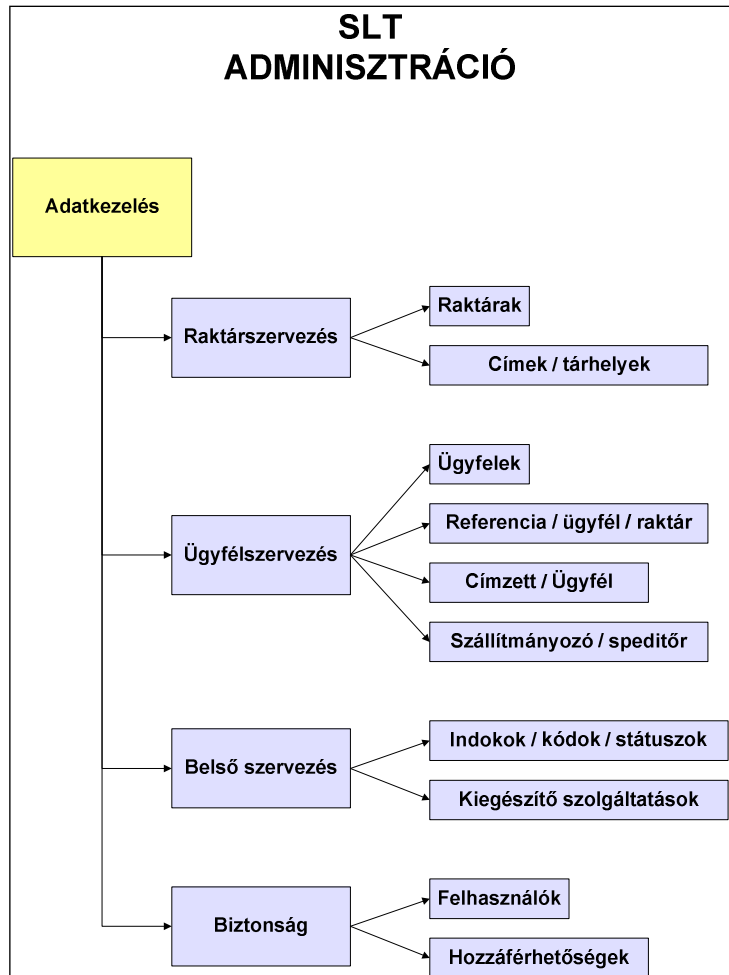 SLT
ADMINISZTRÁCIÓ
Adatkezelés
Raktárszervezés
Raktárak
Címek / tárhelyek
Ügyfélszervezés
Ügyfelek
Referencia / ügyfél / raktár
Címzett / Ügyfél
Szállítmányozó / speditőr
Belső szervezés
Indokok / kódok / státuszok
Kiegészítő szolgáltatások
Biztonság
Felhasználók
Hozzáférhetőségek